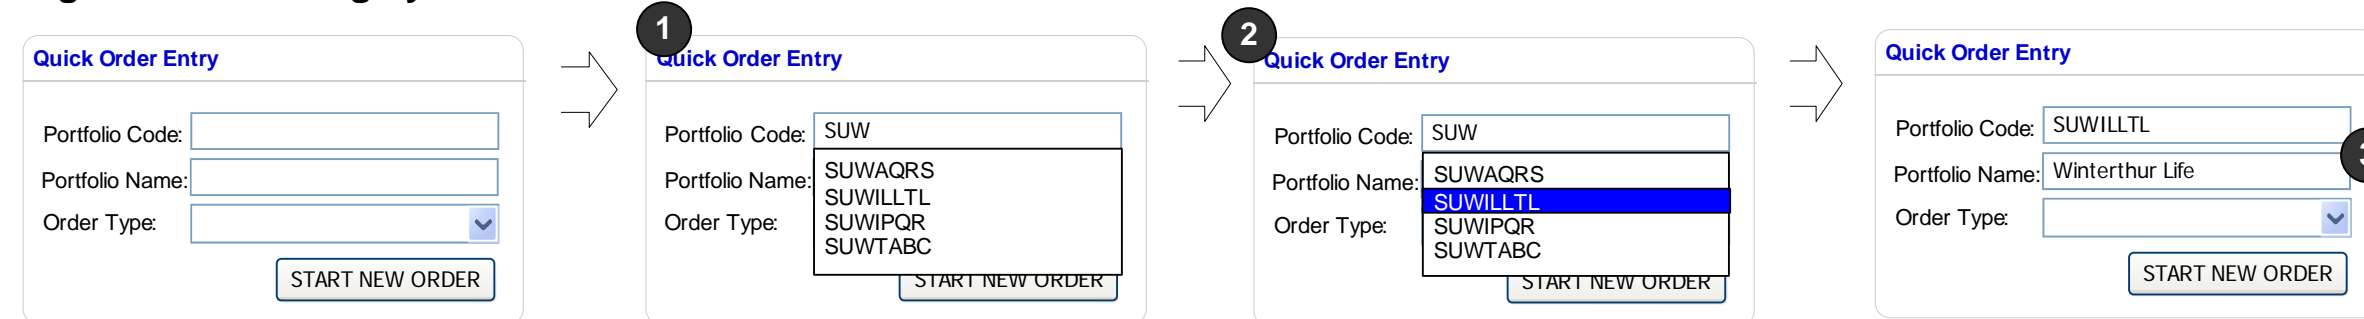 Quick Order Entry
Portfolio Code:
Portfolio Name:
Order Type:
START NEW ORDER
1
Quick Order Entry
Portfolio Code: SUW
SUWAQRS
Portfolio Name:
SUWILLTL
Order Type: SUWIPQR
SUWTABC
START NEW ORDER
2
Quick Order Entry
Portfolio Code: SUW
SUWAQRS
Portfolio Name:
SUWILLTL
Order Type: SUWIPQR
SUWTABC
START NEW ORDER
Quick Order Entry
Portfolio Code: SUWILLTL
3
Portfolio Name: Winterthur Life
Order Type:
START NEW ORDER